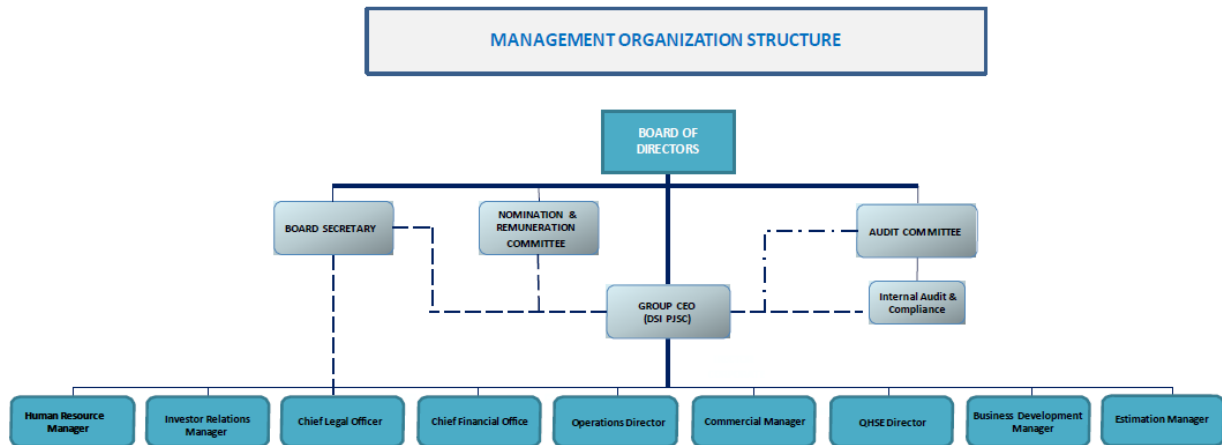 MANAGEMENT ORGANIZATION STRUCTURE
BOARD OF
DIRECTORS
BOARD SECRETARY
NOMINATION &
REMUNERATION
COMMITTEE
AUDIT COMMITTEE
GROUP CEO
(DSI PJSC)
Internal Audit &
Compliance
Human Resource
Manager
Investor Relations
Manager
Chief Legal Officer
Chief Financial Office
Operations Director
Commercial Manager
QHSE Director
Business Development
Manager
Estimation Manager